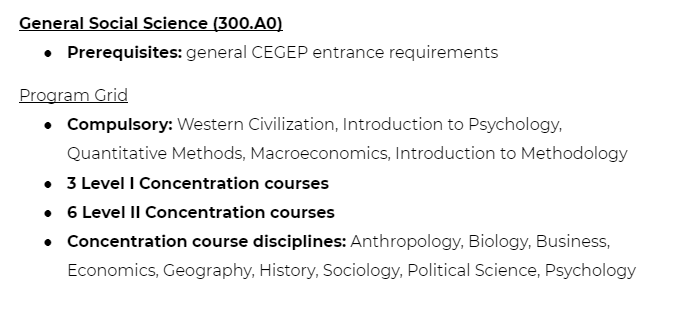 General Social Science (300.A0)
• Prerequisites: general CEGEP entrance requirements
Program Grid
• Compulsory: Western Civilization, Introduction to Psychology,
Quantitative Methods, Macroeconomics, Introduction to Methodology
• 3 Level I Concentration courses
• 6 Level II Concentration courses
• Concentration course disciplines: Anthropology, Biology, Business,
Economics, Geography, History, Sociology, Political Science, Psychology